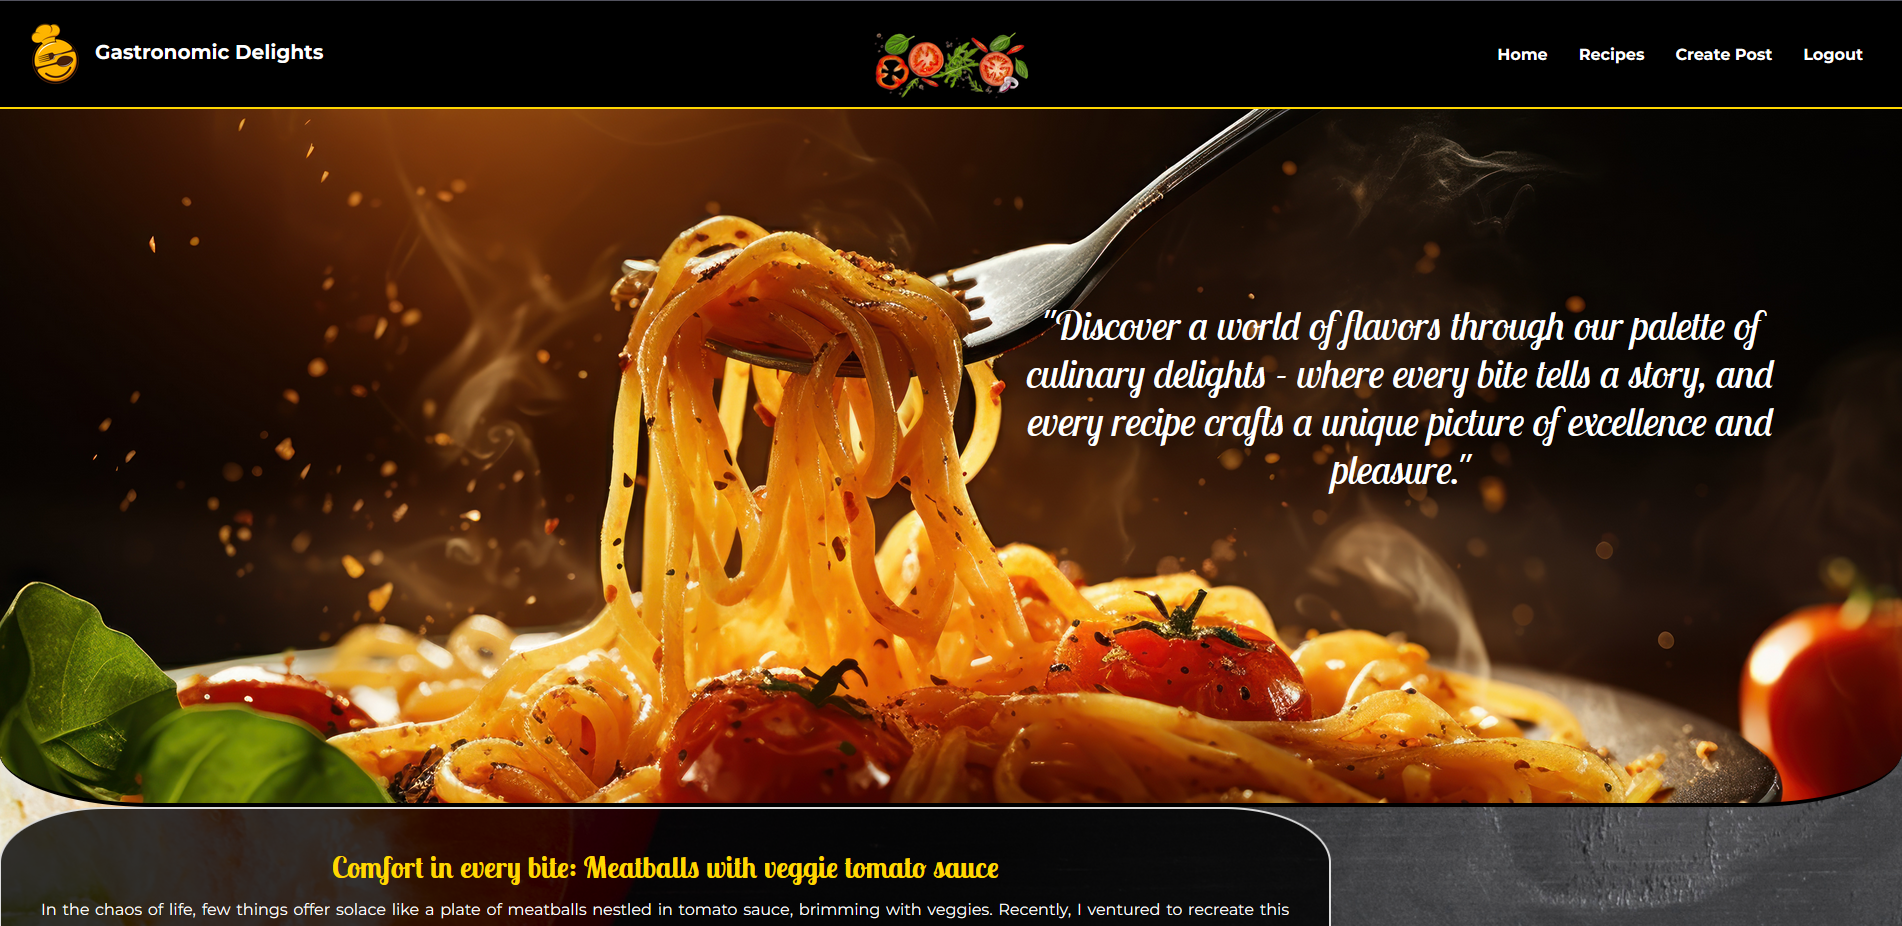 Gastronomic Delights
Home Recipes Create Post Logout
"Discover a world of flavors through our palette of
culinary delights - where every bite tells a story, and
every recipe crafts a unique picture of excellence and
pleasure."
Comfort in every bite: Meatballs with veggie tomato sauce
In the chaos of life, few things offer solace like a plate of meatballs nestled in tomato sauce, brimming with veggies. Recently, I ventured to recreate this